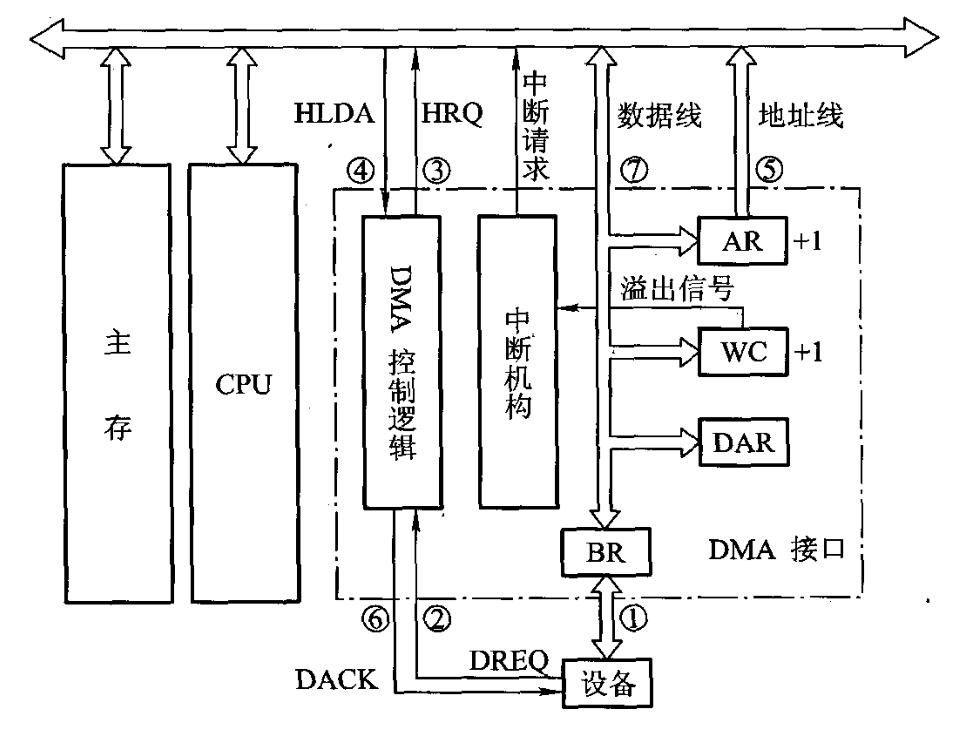 HLDA
HRQ
中断请求
数据线
地址线
④
③
⑦
⑤
主存
CPU
DMA 控制逻辑
中断机构
AR
+1
溢出信号
WC
+1
DAR
BR
DMA 接口
⑥
②
①
DACK
DREQ
设备